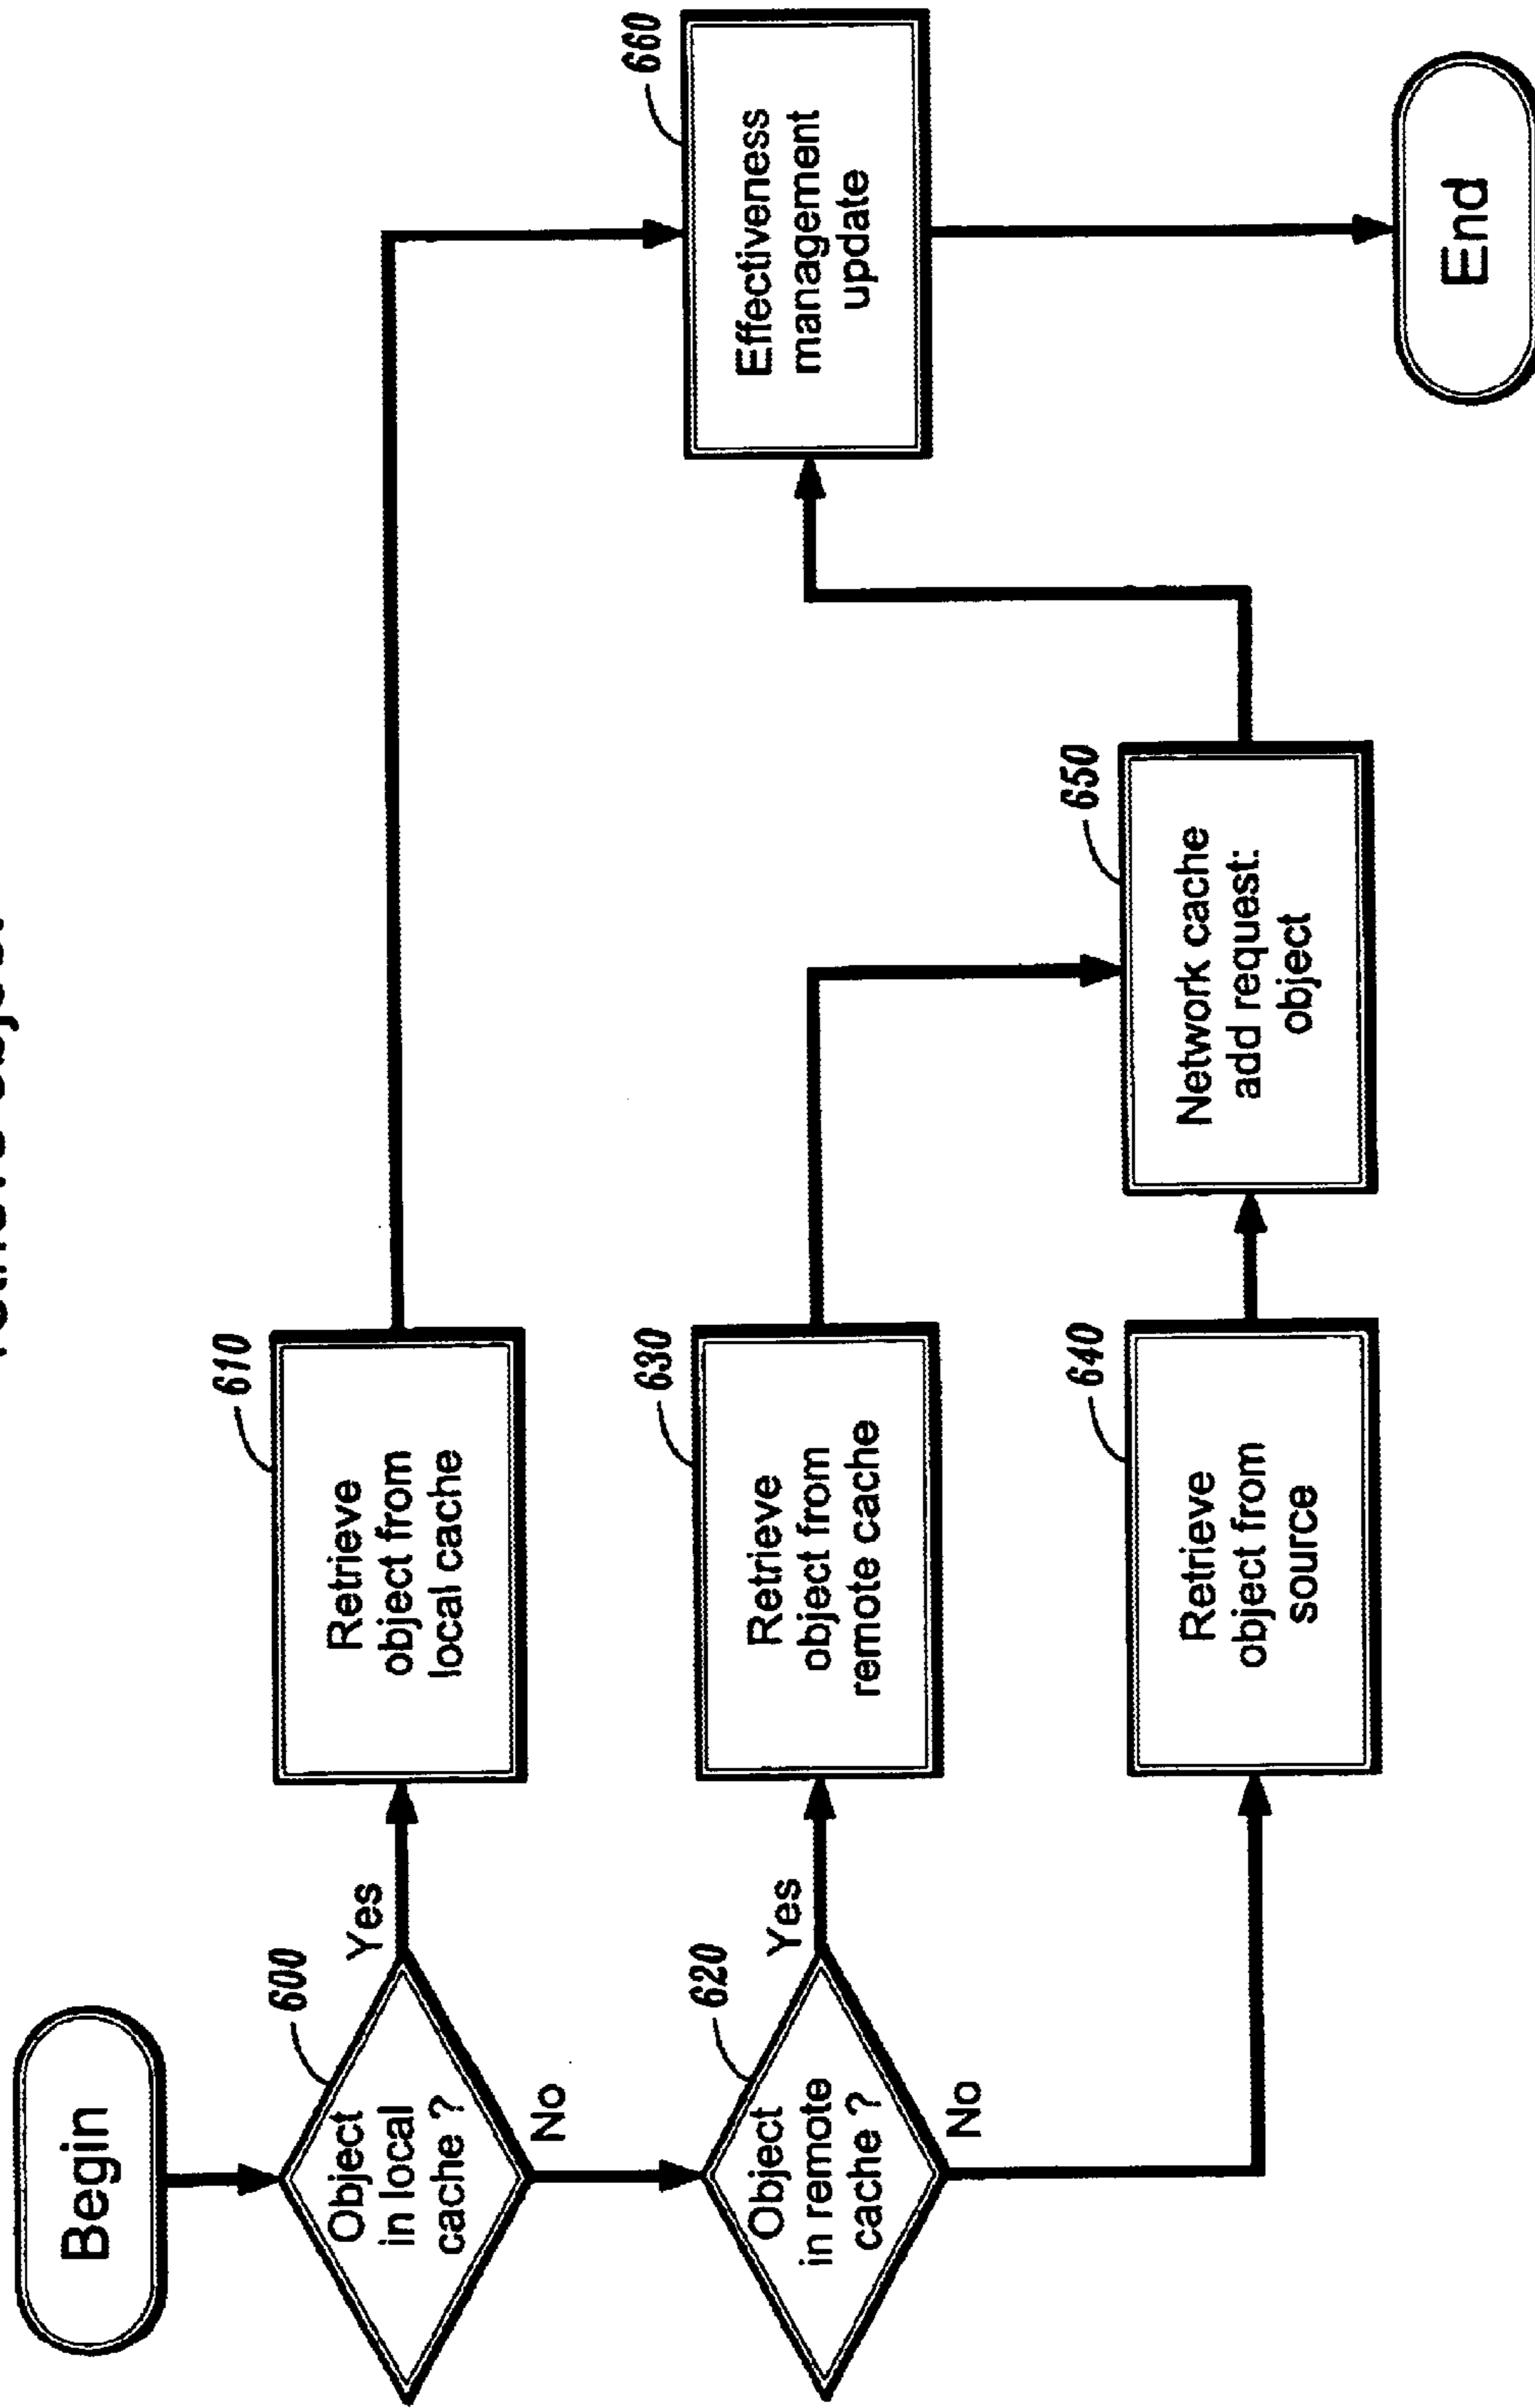 Begin
600
Object
in local
cache ?
Yes
No
610
Retrieve
object from
local cache
620
Object
in remote
cache ?
Yes
No
630
Retrieve
object from
remote cache
640
Retrieve
object from
source
650
Network cache
add request:
object
660
Effectiveness
management
update
End